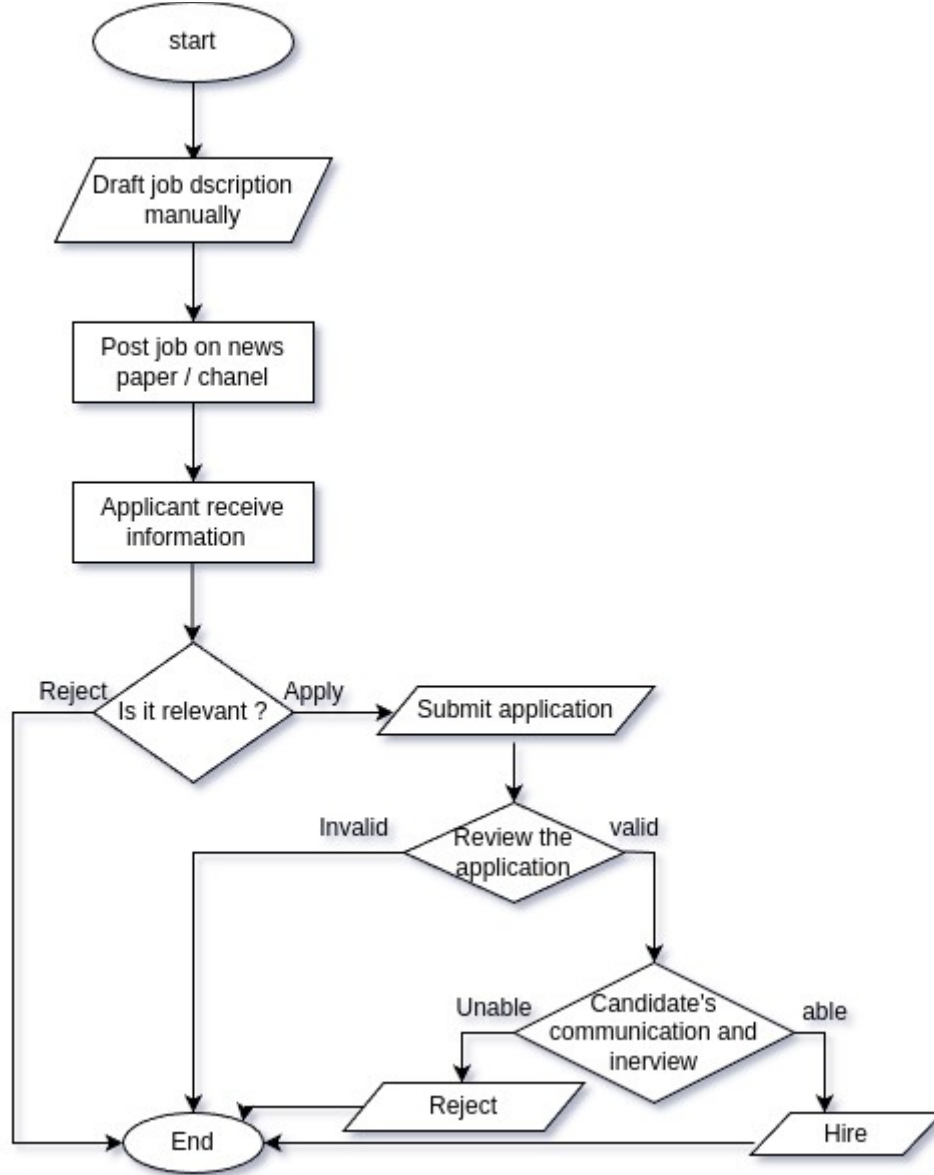 start
Draft job dscription
manually
Post job on news
paper / chanel
Applicant receive
information
Reject
Is it relevant ?
Apply
Submit application
Invalid
Review the
application
valid
Unable
Candidate's
communication and
inerview
able
Reject
Hire
End